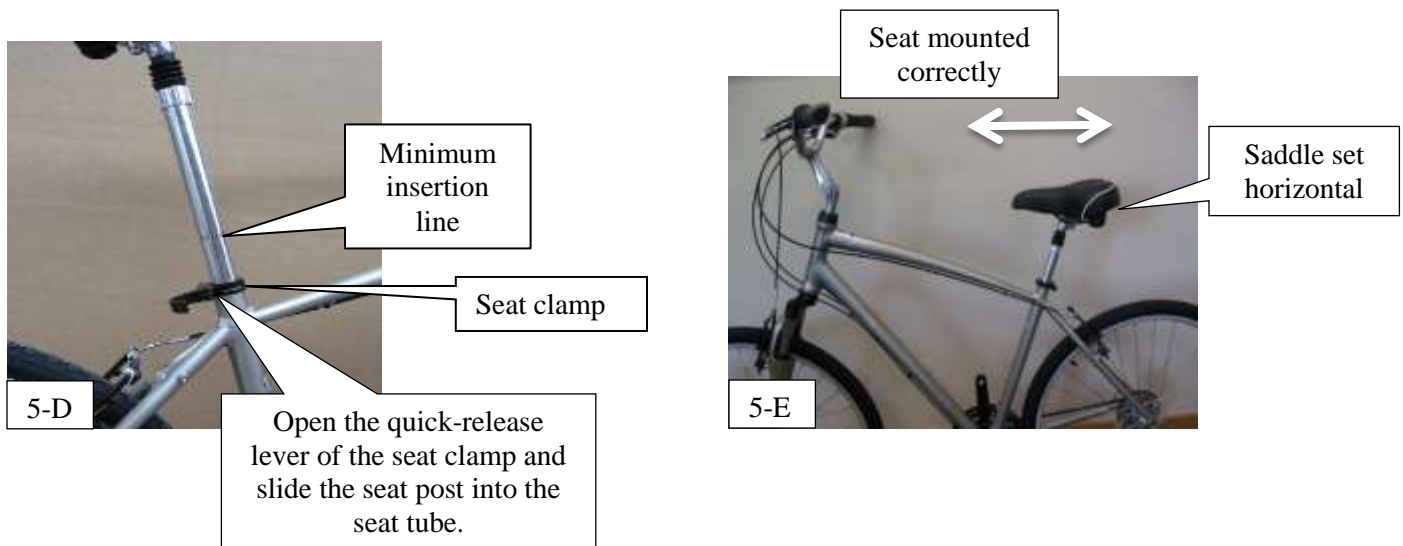 Minimum
insertion
line
Seat clamp
Open the quick-release
lever of the seat clamp and
slide the seat post into the
seat tube.
5-D
Seat mounted
correctly
Saddle set
horizontal
5-E